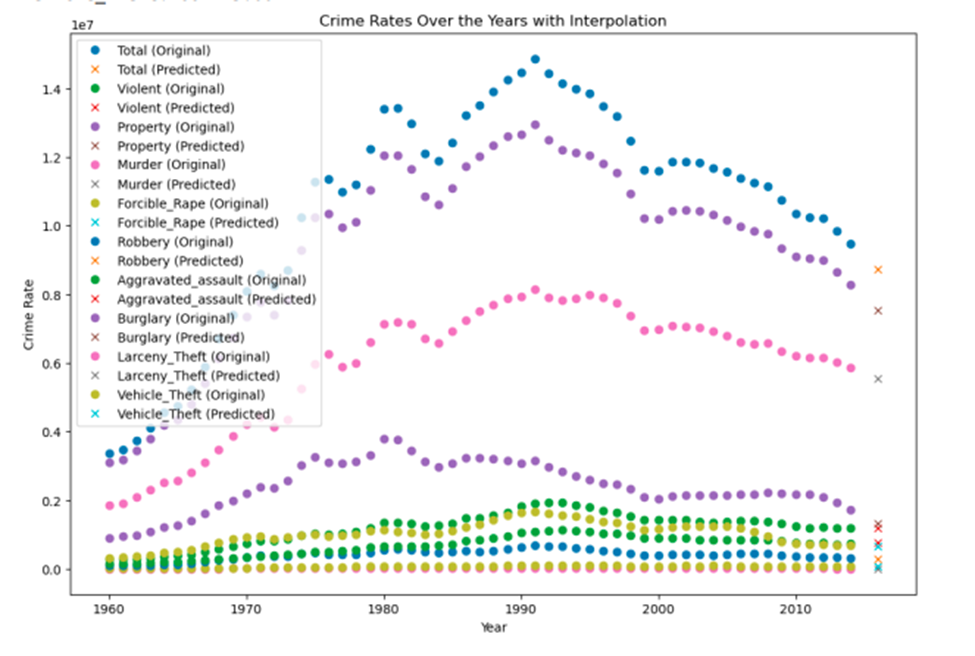 Crime Rates Over the Years with Interpolation
1e7
Total (Original)
Total (Predicted)
Violent (Original)
Violent (Predicted)
Property (Original)
Property (Predicted)
Murder (Original)
Murder (Predicted)
Forcible_Rape (Original)
Forcible_Rape (Predicted)
Robbery (Original)
Robbery (Predicted)
Aggravated_assault (Original)
Aggravated_assault (Predicted)
Burglary (Original)
Burglary (Predicted)
Larceny_Theft (Original)
Larceny_Theft (Predicted)
Vehicle_Theft (Original)
Vehicle_Theft (Predicted)
1.4
1.2
1.0
0.8
0.6
0.4
0.2
0.0
Crime Rate
1960 1970 1980 1990 2000 2010
Year